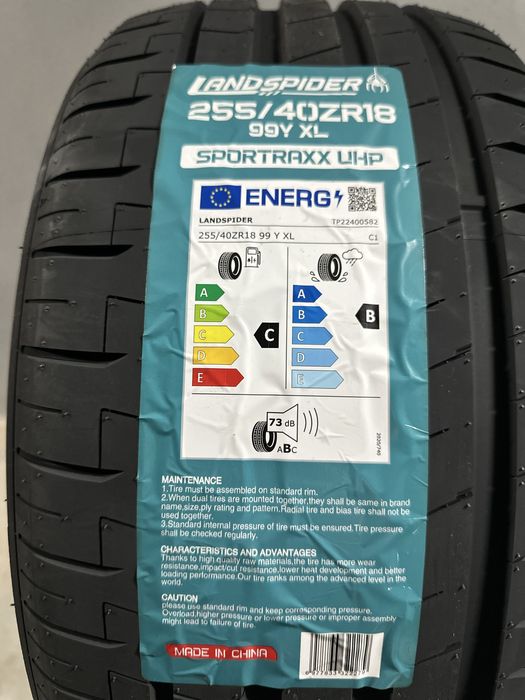 LANDSPIDER
255/40ZR18
99Y XL
SPORTRAXX UHP
ENERG
LANDSPIDER TP22400582
255/40ZR18 99 Y XL C1
A
B
C
D
E
C
A
B
C
D
E
B
73 dB
ABC
2020/740
MAINTENANCE
1.Tire must be assembled on standard rim.
2.When dual tires are mounted together,they shall be same in brand
name,size,ply rating and pattern.Radial tire and bias tire shall not be
used together.
3.Standard internal pressure of tire must be ensured.Tire pressure
shall be checked regularly.
CHARACTERISTICS AND ADVANTAGES
Thanks to high quality raw materials,the tire has more wear
resistance,impact/cut resistance,lower heat development and better
loading performance.Our tire ranks among the advanced level in the
world.
CAUTION
please use standard rim and keep corresponding pressure.
Overload,higher pressure or lower pressure or improper assembly
might lead to failure of tire.
MADE IN CHINA